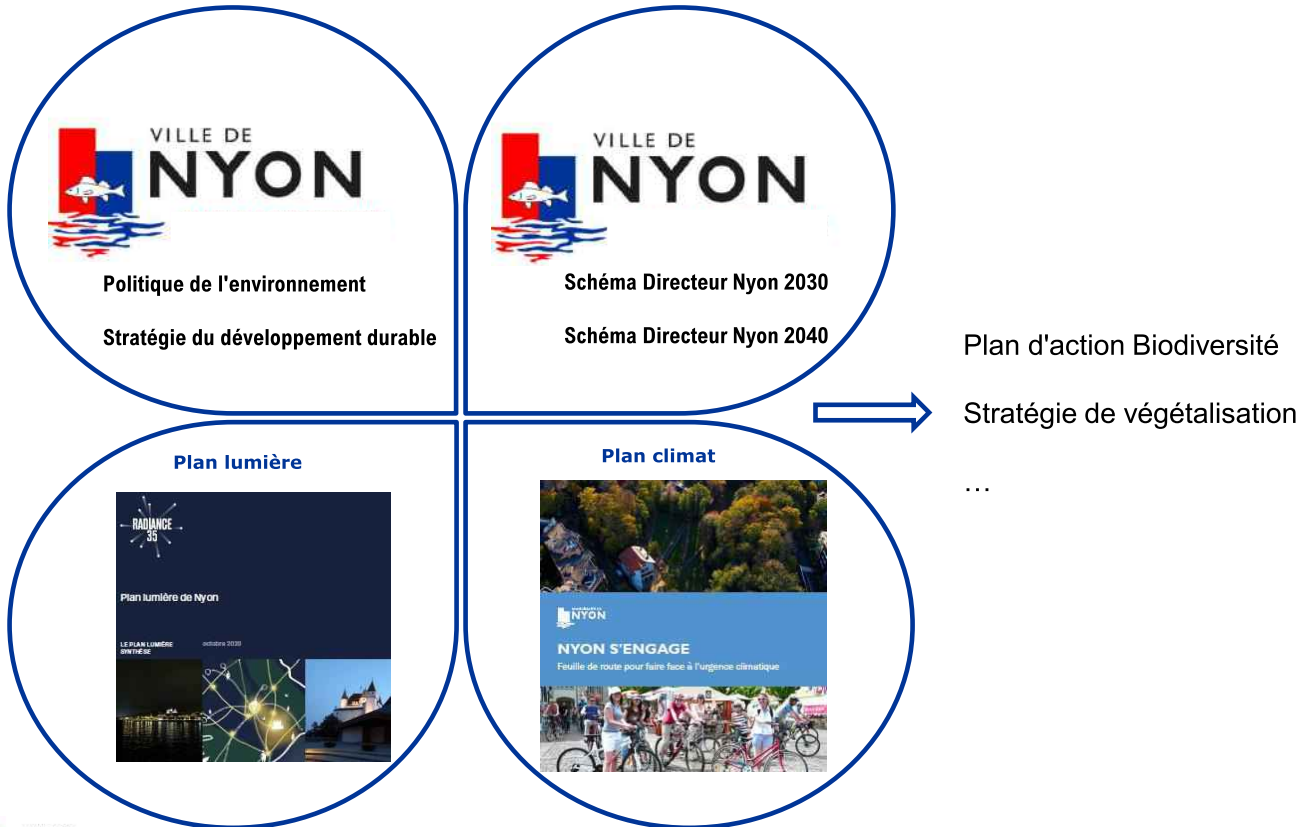 VILLE DE
NYON
Politique de l'environnement
Stratégie du développement durable
VILLE DE
NYON
Schéma Directeur Nyon 2030
Schéma Directeur Nyon 2040
Plan d'action Biodiversité
Stratégie de végétalisation
…
Plan lumière
RADIANCE
35
Plan lumière de Nyon
LE PLAN LUMIÈRE
SYNTHÈSE
octobre 2020
Plan climat
NYON
NYON S'ENGAGE
Feuille de route pour faire face à l'urgence climatique